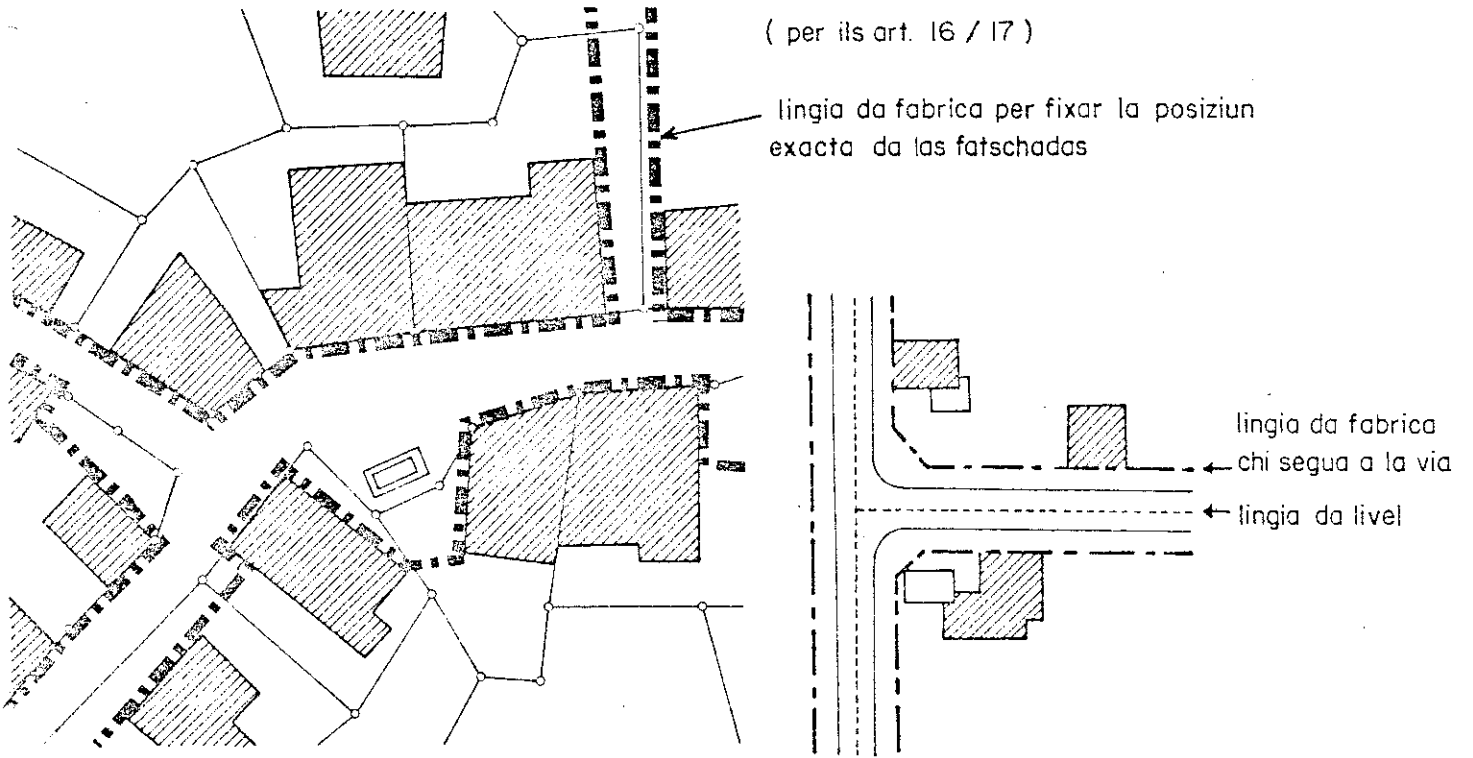 ( per ils art. 16 / 17 )
lingia da fabrica per fixar la posiziun
exacta da las fatschadas
lingia da fabrica
chi segua a la via
lingia da livel